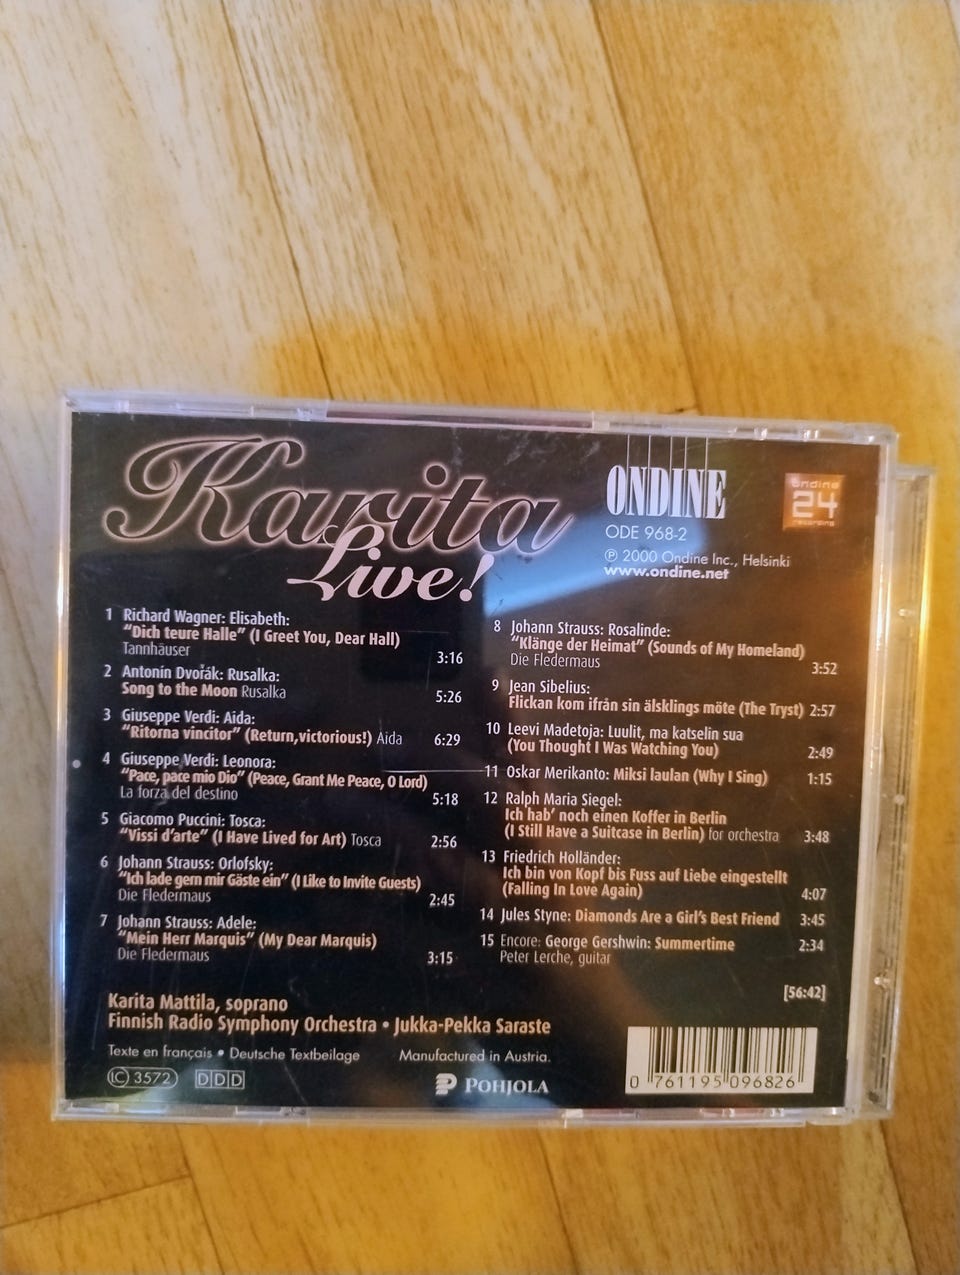 Karita
Live!
ONDINE
ODE 968-2
℗ 2000 Ondine Inc., Helsinki
www.ondine.net
ondine
24
recording
1 Richard Wagner: Elisabeth:
“Dich teure Halle” (I Greet You, Dear Hall)
Tannhäuser 3:16
2 Antonín Dvořák: Rusalka:
Song to the Moon Rusalka 5:26
3 Giuseppe Verdi: Aida:
“Ritorna vincitor” (Return,victorious!) Aida 6:29
4 Giuseppe Verdi: Leonora:
“Pace, pace mio Dio” (Peace, Grant Me Peace, O Lord)
La forza del destino 5:18
5 Giacomo Puccini: Tosca:
“Vissi d’arte” (I Have Lived for Art) Tosca 2:56
6 Johann Strauss: Orlofsky:
“Ich lade gern mir Gäste ein” (I Like to Invite Guests)
Die Fledermaus 2:45
7 Johann Strauss: Adele:
“Mein Herr Marquis” (My Dear Marquis)
Die Fledermaus 3:15
8 Johann Strauss: Rosalinde:
“Klänge der Heimat” (Sounds of My Homeland)
Die Fledermaus 3:52
9 Jean Sibelius:
Flickan kom ifrån sin älsklings möte (The Tryst) 2:57
10 Leevi Madetoja: Luulit, ma katselin sua
(You Thought I Was Watching You) 2:49
11 Oskar Merikanto: Miksi laulan (Why I Sing) 1:15
12 Ralph Maria Siegel:
Ich hab’ noch einen Koffer in Berlin
(I Still Have a Suitcase in Berlin) for orchestra 3:48
13 Friedrich Holländer:
Ich bin von Kopf bis Fuss auf Liebe eingestellt
(Falling In Love Again) 4:07
14 Jules Styne: Diamonds Are a Girl’s Best Friend 3:45
15 Encore: George Gershwin: Summertime 2:34
Peter Lerche, guitar
[56:42]
Karita Mattila, soprano
Finnish Radio Symphony Orchestra • Jukka-Pekka Saraste
Texte en français • Deutsche Textbeilage
Manufactured in Austria.
LC 3572
DDD
POHJOLA
0 761195 096826